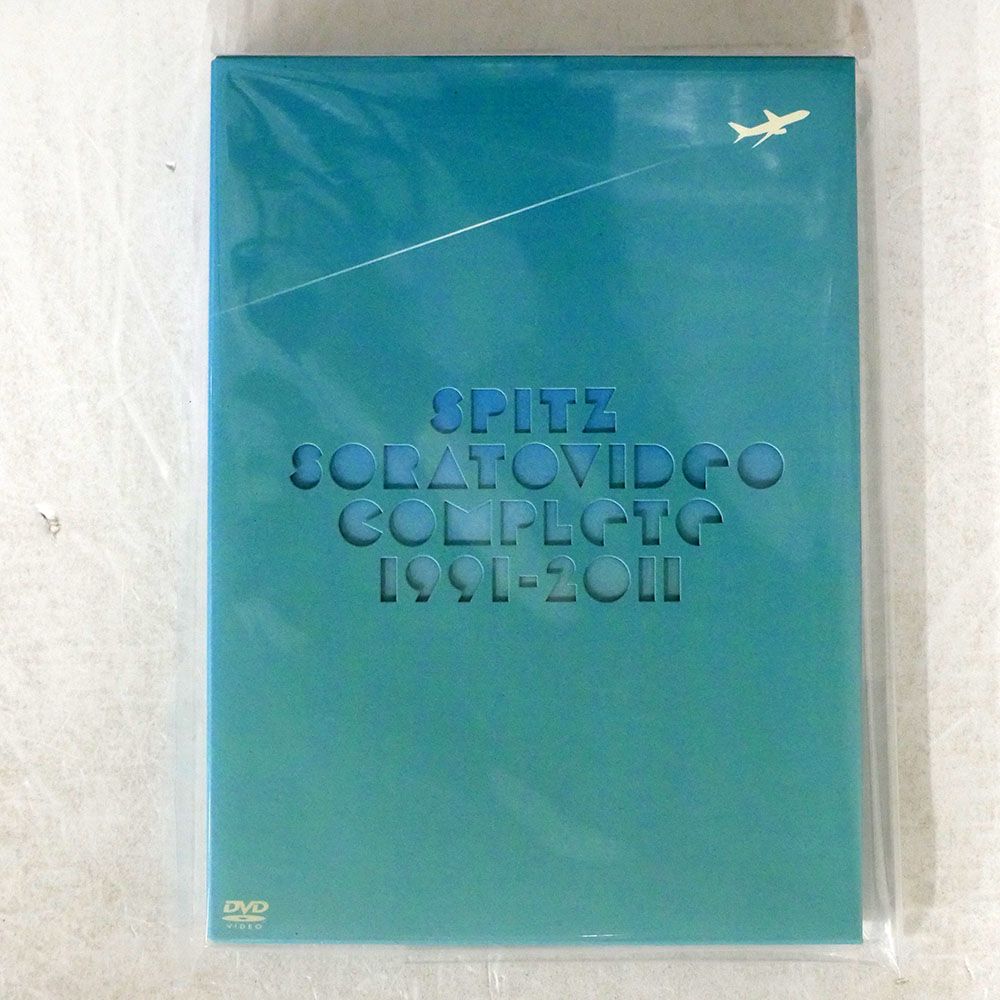 SPITZ
SORATOVIDeO
COMPLeTe
1991-2011
DVD
VIDEO